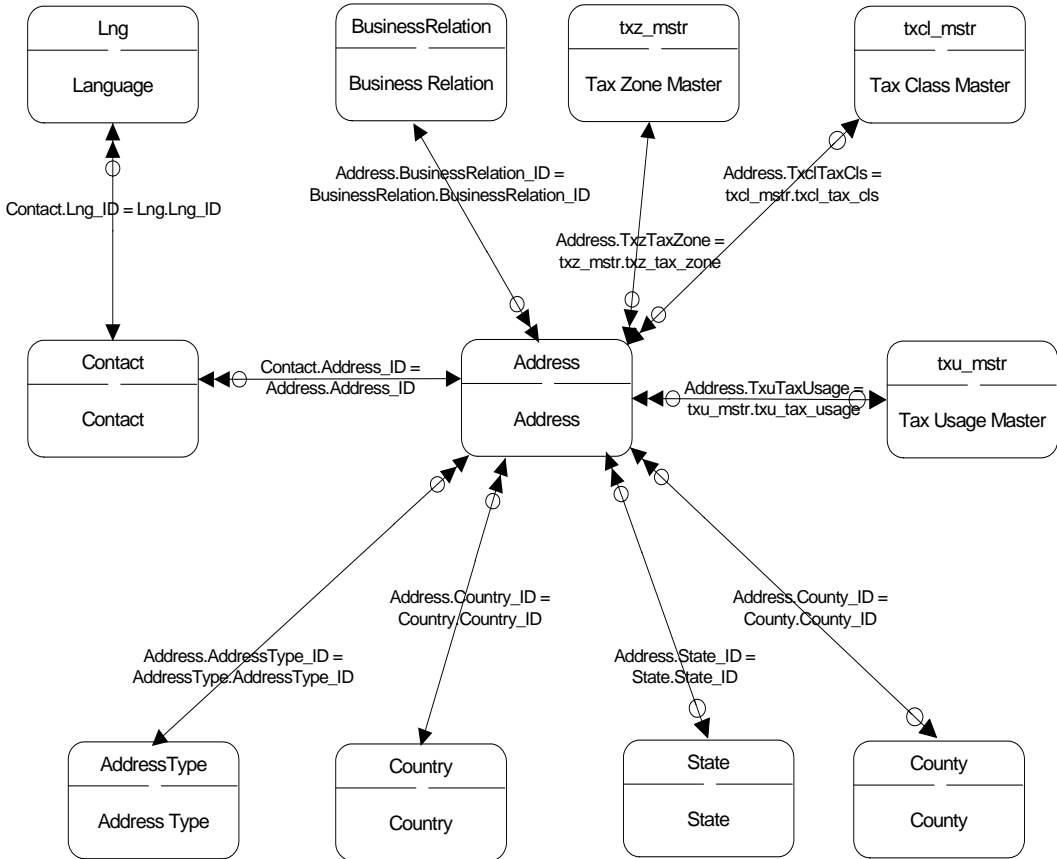 Lng
Language
BusinessRelation
Business Relation
txz_mstr
Tax Zone Master
txcl_mstr
Tax Class Master
Address.BusinessRelation_ID =
BusinessRelation.BusinessRelation_ID
Address.TxclTaxCls =
txcl_mstr.txcl_tax_cls
Contact.Lng_ID = Lng.Lng_ID
Address.TxzTaxZone =
txz_mstr.txz_tax_zone
Contact
Contact
Contact.Address_ID =
Address.Address_ID
Address
Address
Address.TxuTaxUsage =
txu_mstr.txu_tax_usage
txu_mstr
Tax Usage Master
Address.AddressType_ID =
AddressType.AddressType_ID
Address.Country_ID =
Country.Country_ID
Address.State_ID =
State.State_ID
Address.County_ID =
County.County_ID
AddressType
Address Type
Country
Country
State
State
County
County